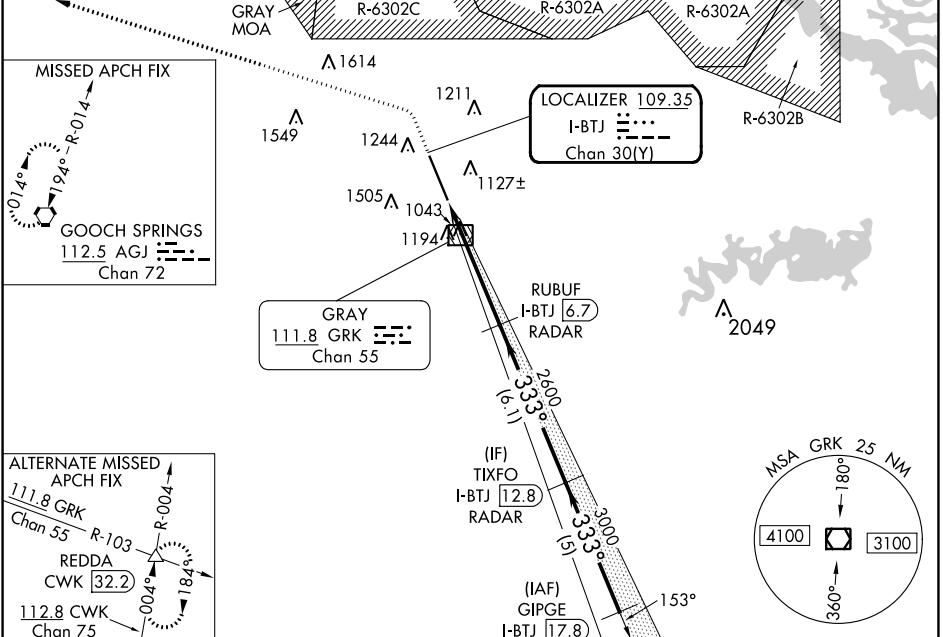 GRAY
MOA
R-6302C
R-6302A
R-6302A
R-6302B
MISSED APCH FIX
R-014
194°
014°
GOOCH SPRINGS
112.5 AGJ
Chan 72
1614
1549
1211
1244
1127±
1505
1043
1194
LOCALIZER 109.35
I-BTJ
Chan 30(Y)
GRAY
111.8 GRK
Chan 55
RUBUF
I-BTJ 6.7
RADAR
2049
2600
333°
(6.1)
(IF)
TIXFO
I-BTJ 12.8
RADAR
3000
333°
(5)
(IAF)
GIPGE
I-BTJ 17.8
153°
ALTERNATE MISSED
APCH FIX
111.8 GRK
Chan 55
R-103
R-004
REDDA
CWK 32.2
004°
184°
112.8 CWK
Chan 75
MSA GRK 25 NM
180°
4100
3100
360°